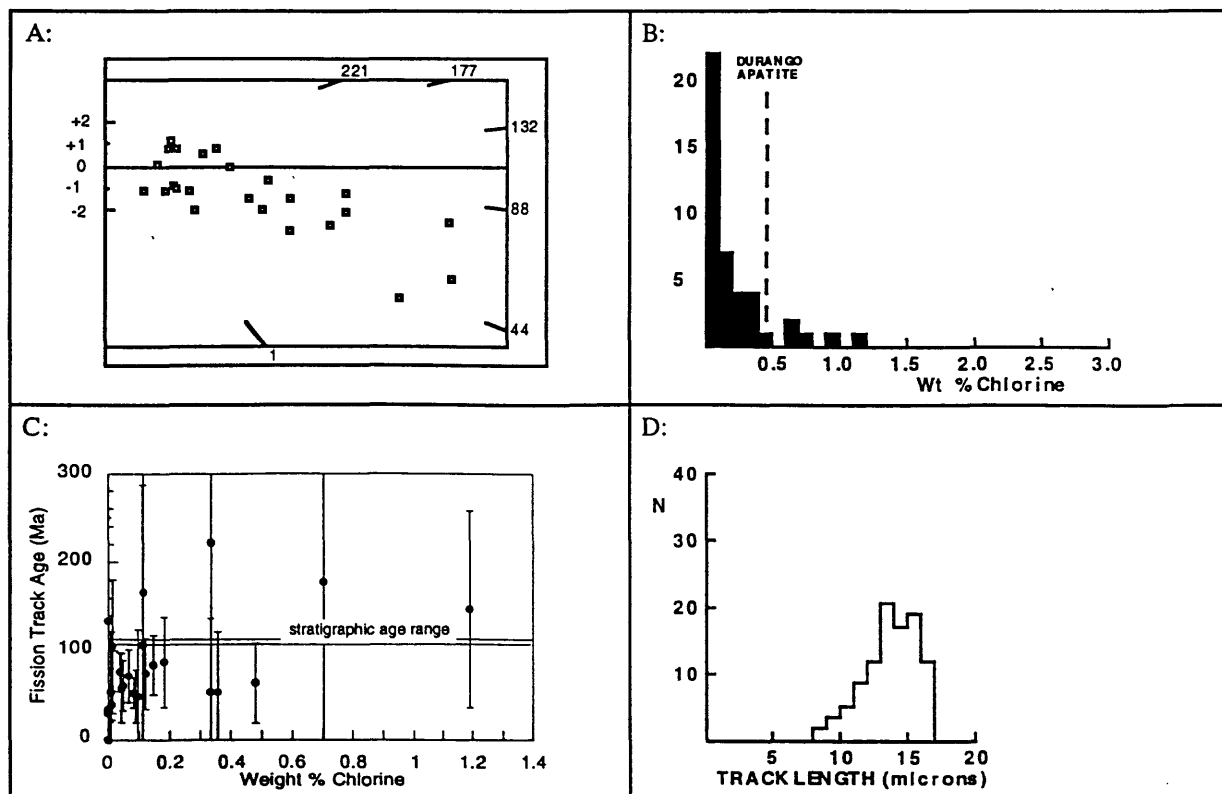 A:
221 177
+2
+1
0
-1
-2
132
88
44
1
B:
20
15
10
5
DURANGO
APATITE
0.5 1.0 1.5 2.0 2.5 3.0
Wt % Chlorine
C:
Fission Track Age (Ma)
300
200
100
0
stratigraphic age range
0 0.2 0.4 0.6 0.8 1 1.2 1.4
Weight % Chlorine
D:
40
N
30
20
10
5 10 15 20
TRACK LENGTH (microns)